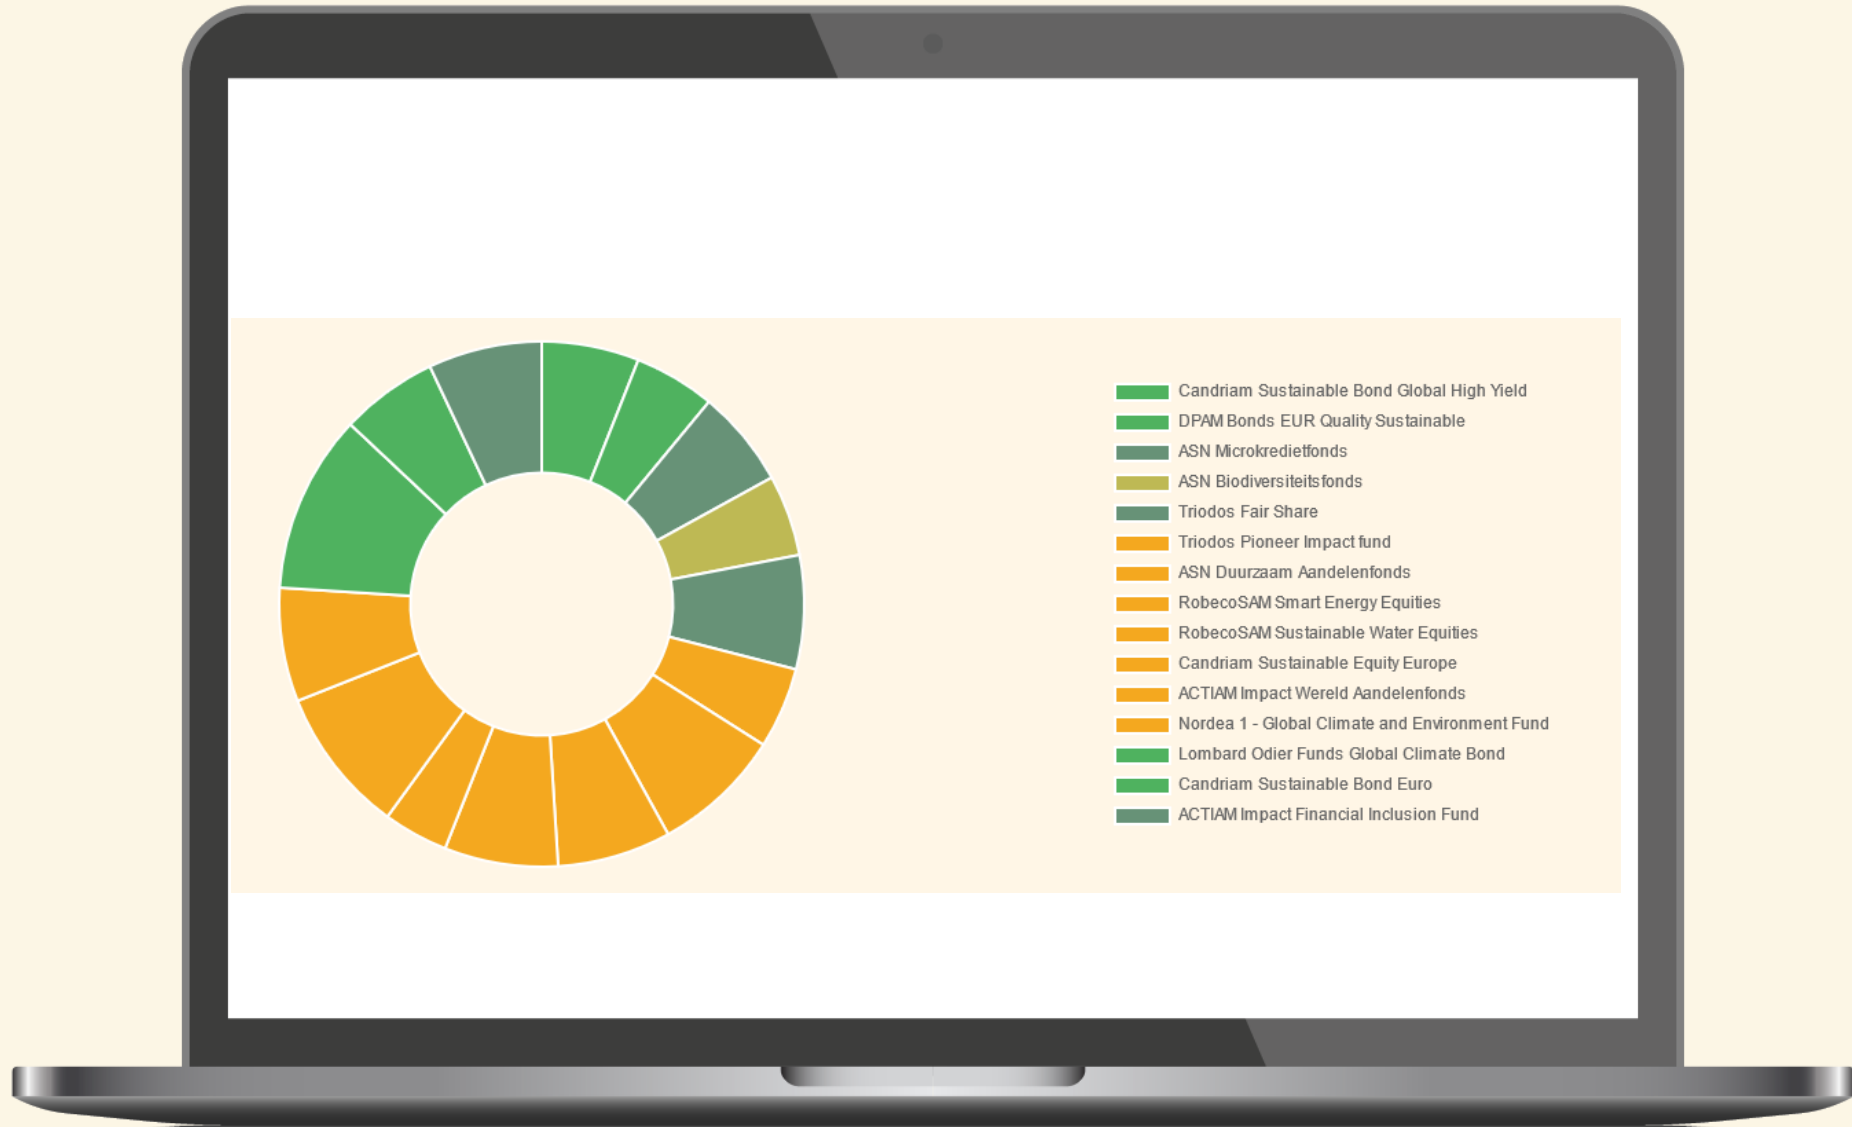 Candriam Sustainable Bond Global High Yield
DPAM Bonds EUR Quality Sustainable
ASN Microkredietfonds
ASN Biodiversiteitsfonds
Triodos Fair Share
Triodos Pioneer Impact fund
ASN Duurzaam Aandelenfonds
RobecoSAM Smart Energy Equities
RobecoSAM Sustainable Water Equities
Candriam Sustainable Equity Europe
ACTIAM Impact Wereld Aandelenfonds
Nordea 1 - Global Climate and Environment Fund
Lombard Odier Funds Global Climate Bond
Candriam Sustainable Bond Euro
ACTIAM Impact Financial Inclusion Fund